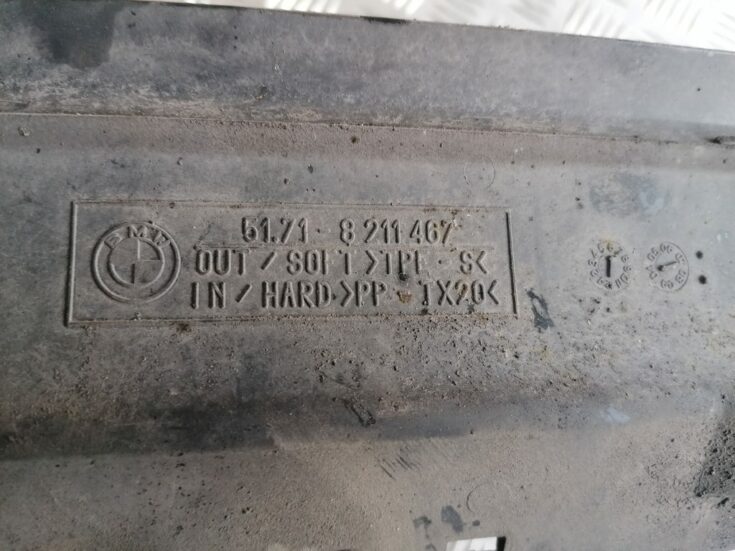 BMW
51.71 - 8 211 467
OUT / SOFT >TPE - S<
IN / HARD >PP - TX20<